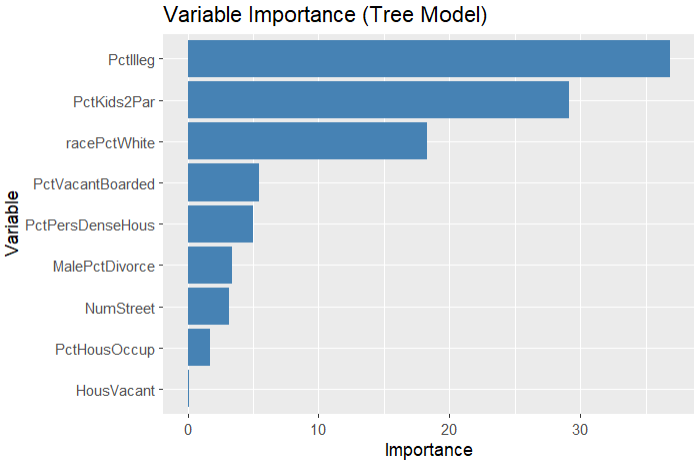 Variable Importance (Tree Model)
PctIlleg
PctKids2Par
racePctWhite
PctVacantBoarded
PctPersDenseHous
MalePctDivorce
NumStreet
PctHousOccup
HousVacant
Variable
0 10 20 30
Importance